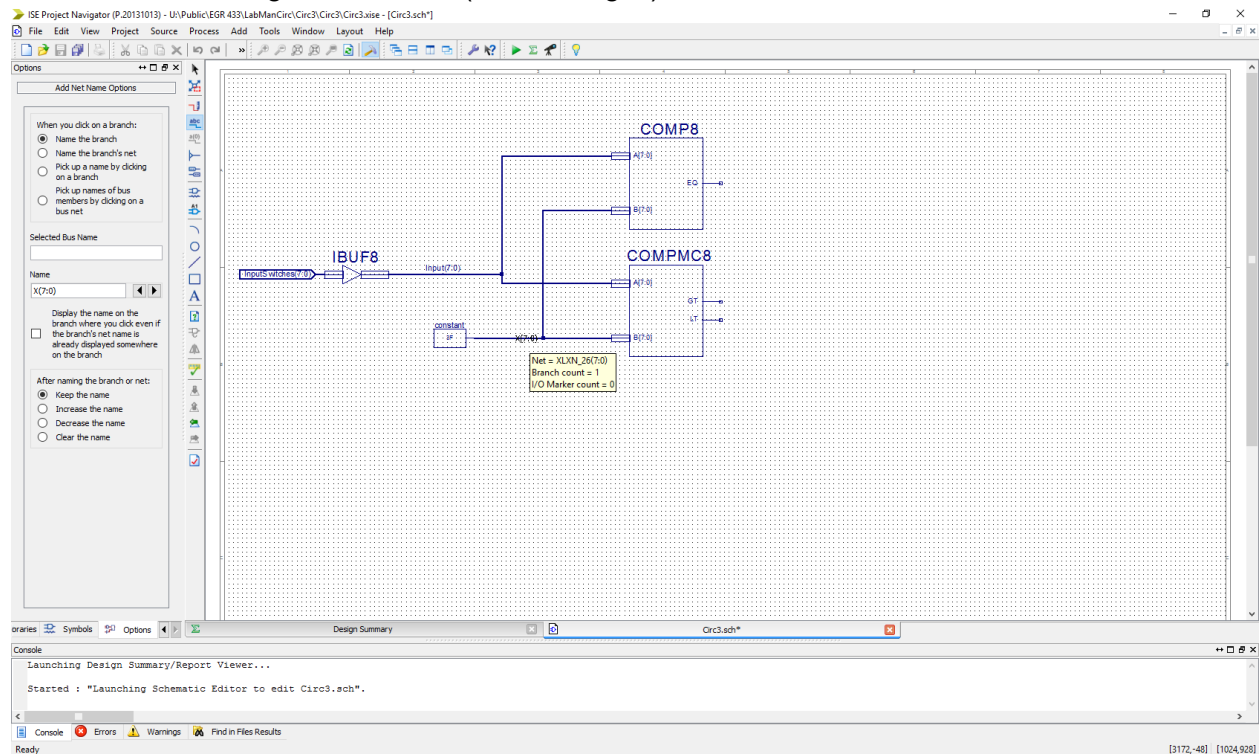 ISE Project Navigator (P.20131013) - U:\Public\EGR 433\LabManCirc\Circ3\Circ3\Circ3.xise - [Circ3.sch*]
File Edit View Project Source Process Add Tools Window Layout Help
Options
Add Net Name Options
When you click on a branch:
Name the branch
Name the branch's net
Pick up a name by clicking
on a branch
Pick up names of bus
members by clicking on a
bus net
Selected Bus Name
Name
X(7:0)
Display the name on the
branch where you click even if
the branch's net name is
already displayed somewhere
on the branch
After naming the branch or net:
Keep the name
Increase the name
Decrease the name
Clear the name
COMP8
A[7:0]
EQ
B[7:0]
IBUF8
InputSwitches(7:0)
Input(7:0)
COMPMC8
A[7:0]
GT
LT
B[7:0]
constant
3F
X(7:0)
Net = XLXN_26(7:0)
Branch count = 1
I/O Marker count = 0
oraries Symbols Options Design Summary Circ3.sch*
Console
Launching Design Summary/Report Viewer...
Started : "Launching Schematic Editor to edit Circ3.sch".
Console Errors Warnings Find in Files Results
Ready [3172,-48] [1024,928]